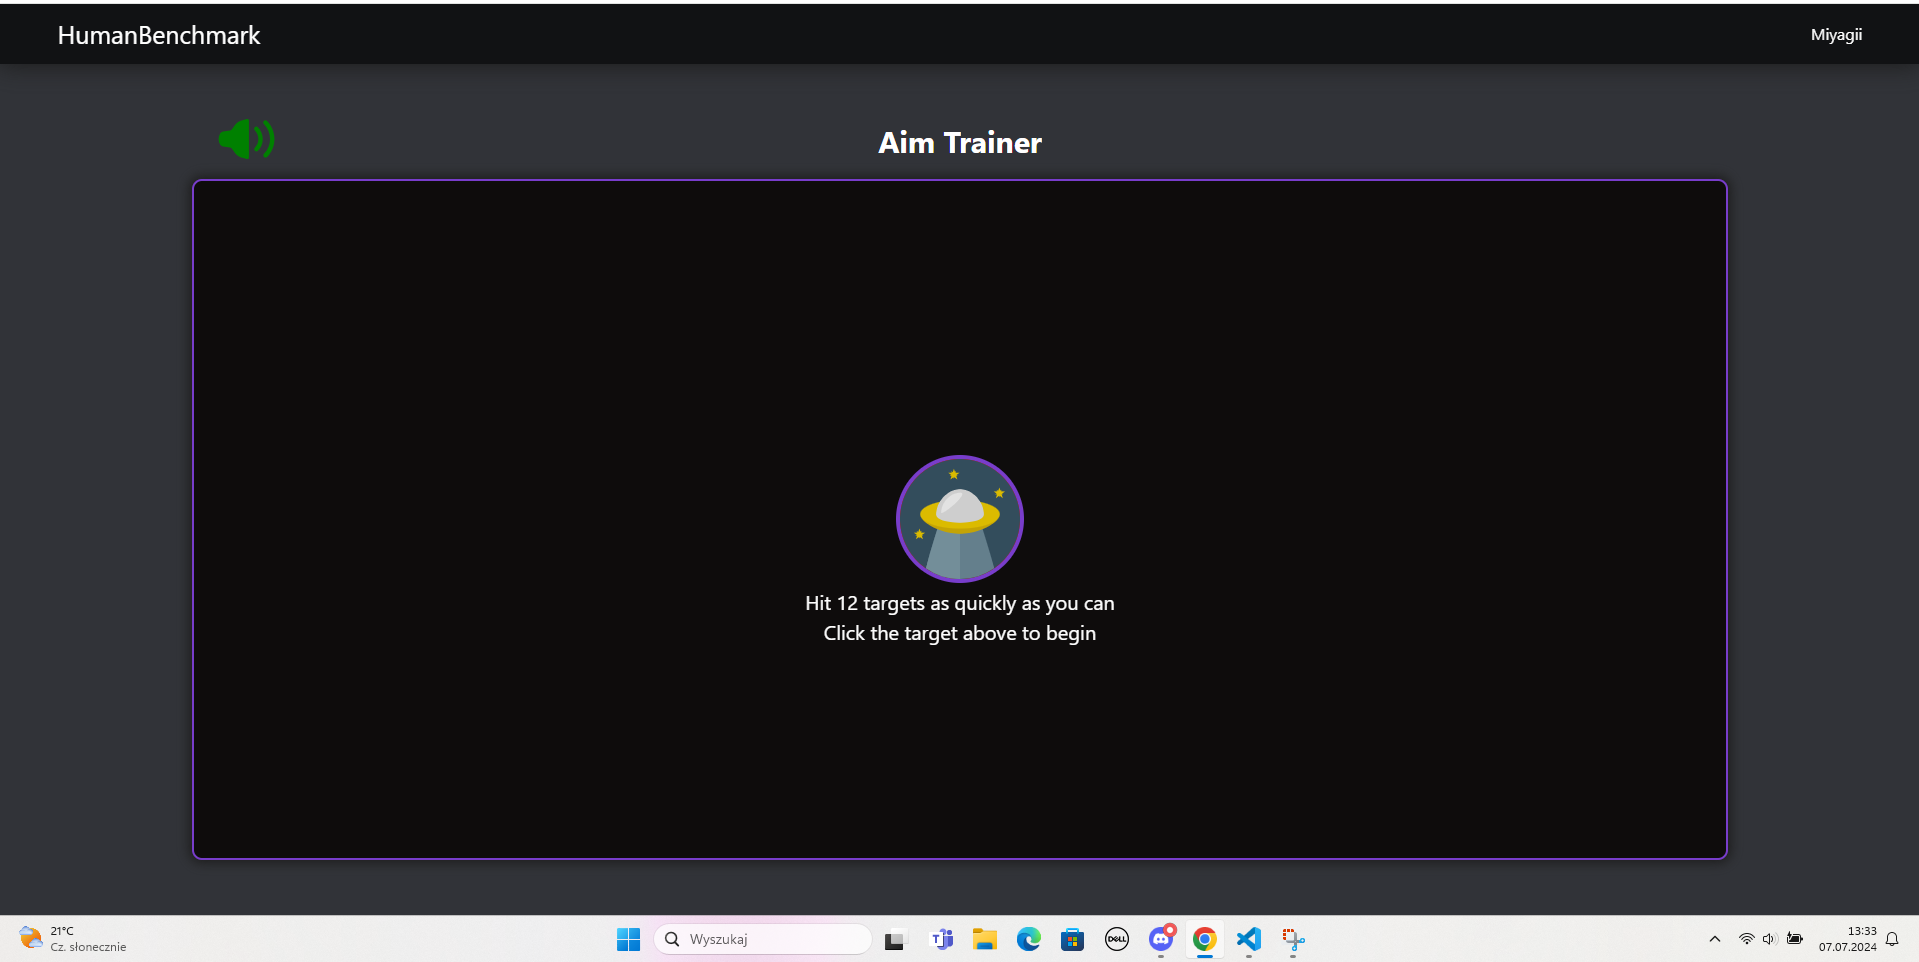 HumanBenchmark
Miyagii
Aim Trainer
Hit 12 targets as quickly as you can
Click the target above to begin
21°C
Cz. słonecznie
Wyszukaj
T
DELL
13:33
07.07.2024